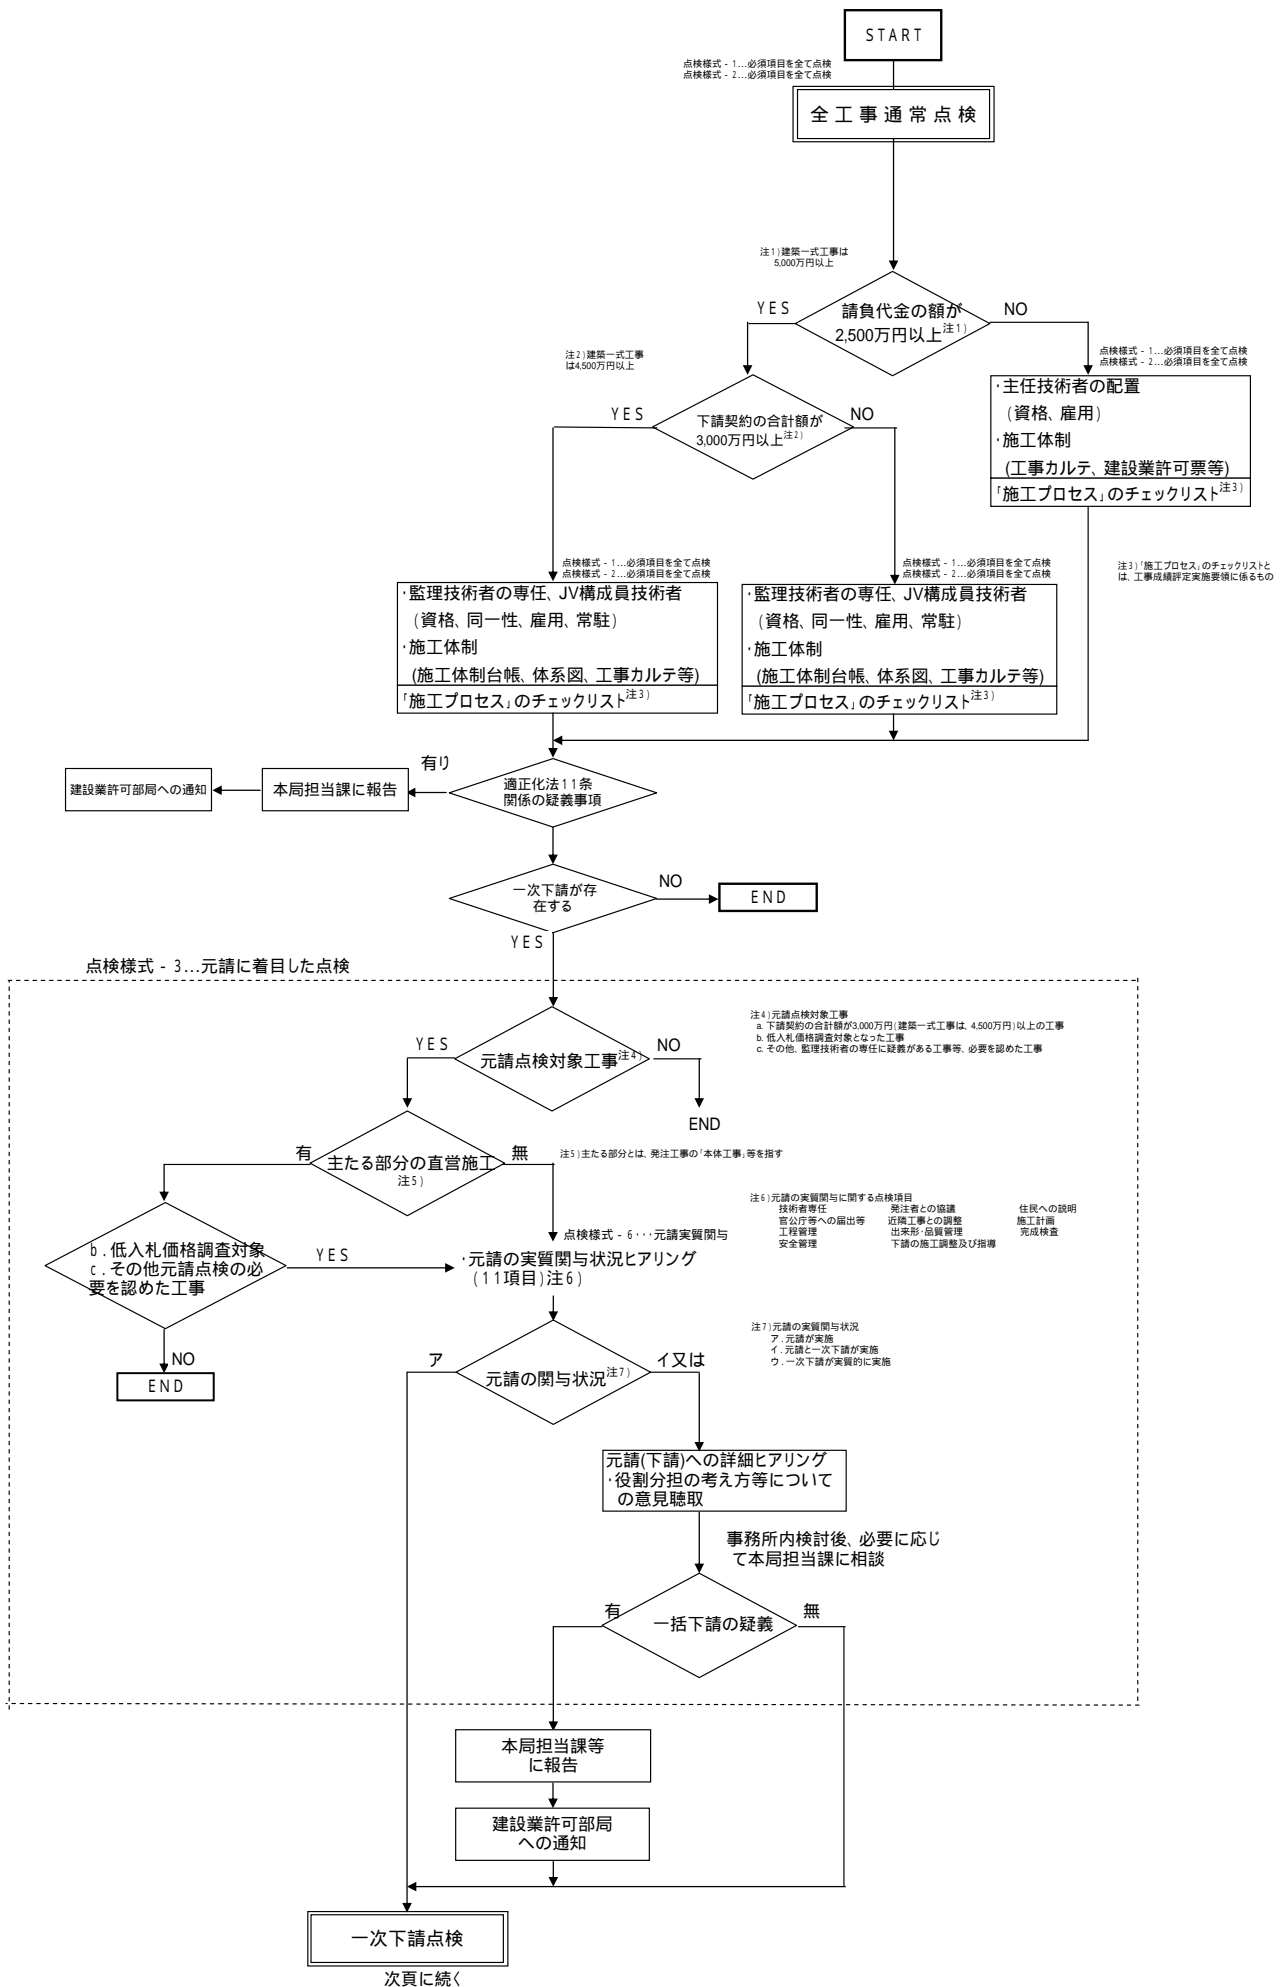 START
点検様式 - 1…必須項目を全て点検
点検様式 - 2…必須項目を全て点検
全工事通常点検
注1)建築一式工事は
5,000万円以上
YES
請負代金の額が
2,500万円以上注1)
NO
注2)建築一式工事
は4,500万円以上
点検様式 - 1…必須項目を全て点検
点検様式 - 2…必須項目を全て点検
YES
下請契約の合計額が
3,000万円以上注2)
NO
・主任技術者の配置
(資格、雇用)
・施工体制
(工事カルテ、建設業許可票等)
「施工プロセス」のチェックリスト注3)
点検様式 - 1…必須項目を全て点検
点検様式 - 2…必須項目を全て点検
点検様式 - 1…必須項目を全て点検
点検様式 - 2…必須項目を全て点検
注3)「施工プロセス」のチェックリストと
は、工事成績評定実施要領に係るもの
・監理技術者の専任、JV構成員技術者
(資格、同一性、雇用、常駐)
・施工体制
(施工体制台帳、体系図、工事カルテ等)
「施工プロセス」のチェックリスト注3)
・監理技術者の専任、JV構成員技術者
(資格、同一性、雇用、常駐)
・施工体制
(施工体制台帳、体系図、工事カルテ等)
「施工プロセス」のチェックリスト注3)
有り
建設業許可部局への通知
本局担当課に報告
適正化法11条
関係の疑義事項
一次下請が存
在する
NO
END
YES
点検様式 - 3…元請に着目した点検
注4)元請点検対象工事
a. 下請契約の合計額が3,000万円(建築一式工事は、4,500万円)以上の工事
b. 低入札価格調査対象となった工事
c. その他、監理技術者の専任に疑義がある工事等、必要を認めた工事
YES
元請点検対象工事注4)
NO
END
有
主たる部分の直営施工
注5)
無
注5)主たる部分とは、発注工事の「本体工事」等を指す
注6)元請の実質関与に関する点検項目
技術者専任 発注者との協議 住民への説明
官公庁等への届出等 近隣工事との調整 施工計画
工程管理 出来形・品質管理 完成検査
安全管理 下請の施工調整及び指導
点検様式 - 6・・・元請実質関与
b.低入札価格調査対象
c.その他元請点検の必
要を認めた工事
YES
・元請の実質関与状況ヒアリング
(11項目)注6)
注7)元請の実質関与状況
ア.元請が実施
イ.元請と一次下請が実施
ウ.一次下請が実質的に実施
NO
END
ア
元請の関与状況注7)
イ又は
元請(下請)への詳細ヒアリング
・役割分担の考え方等について
の意見聴取
事務所内検討後、必要に応じ
て本局担当課に相談
有
一括下請の疑義
無
本局担当課等
に報告
建設業許可部局
への通知
一次下請点検
次頁に続く